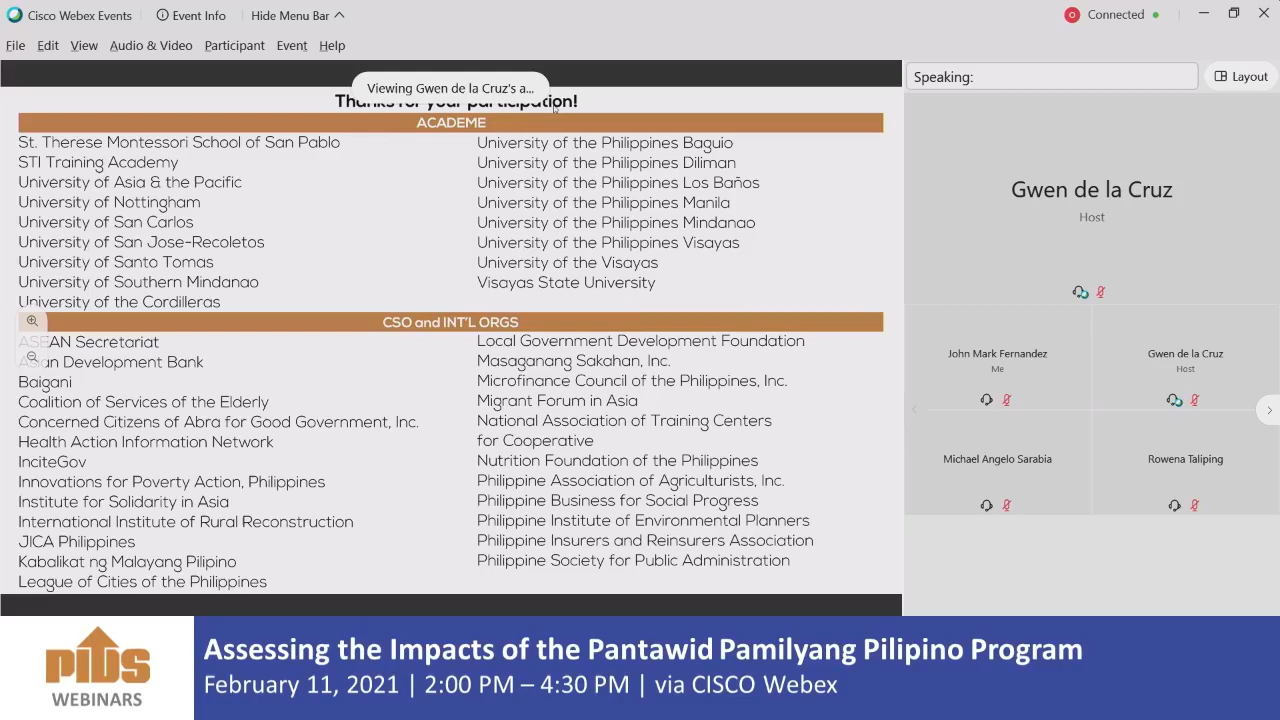 Cisco Webex Events
Event Info
Hide Menu Bar
Connected
File Edit View Audio & Video Participant Event Help
Viewing Gwen de la Cruz's a...
Thanks for your participation!
ACADEME
St. Therese Montessori School of San Pablo
STI Training Academy
University of Asia & the Pacific
University of Nottingham
University of San Carlos
University of San Jose-Recoletos
University of Santo Tomas
University of Southern Mindanao
University of the Cordilleras
University of the Philippines Baguio
University of the Philippines Diliman
University of the Philippines Los Baños
University of the Philippines Manila
University of the Philippines Mindanao
University of the Philippines Visayas
University of the Visayas
Visayas State University
CSO and INT'L ORGS
ASEAN Secretariat
Asian Development Bank
Baigani
Coalition of Services of the Elderly
Concerned Citizens of Abra for Good Government, Inc.
Health Action Information Network
InciteGov
Innovations for Poverty Action, Philippines
Institute for Solidarity in Asia
International Institute of Rural Reconstruction
JICA Philippines
Kabalikat ng Malayang Pilipino
League of Cities of the Philippines
Local Government Development Foundation
Masaganang Sakahan, Inc.
Microfinance Council of the Philippines, Inc.
Migrant Forum in Asia
National Association of Training Centers
for Cooperative
Nutrition Foundation of the Philippines
Philippine Association of Agriculturists, Inc.
Philippine Business for Social Progress
Philippine Institute of Environmental Planners
Philippine Insurers and Reinsurers Association
Philippine Society for Public Administration
Speaking:
Layout
Gwen de la Cruz
Host
John Mark Fernandez
Me
Gwen de la Cruz
Host
Michael Angelo Sarabia
Rowena Taliping
PIDS
WEBINARS
Assessing the Impacts of the Pantawid Pamilyang Pilipino Program
February 11, 2021 | 2:00 PM – 4:30 PM | via CISCO Webex